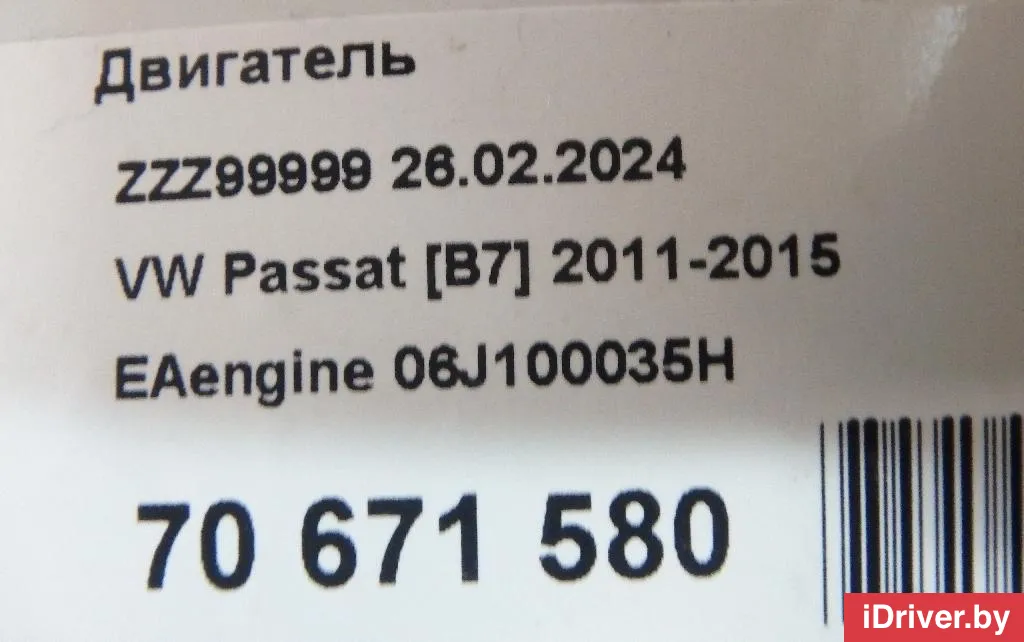 Двигатель
ZZZ99999 26.02.2024
VW Passat [B7] 2011-2015
EAengine 06J100035H
70 671 580
iDriver.by